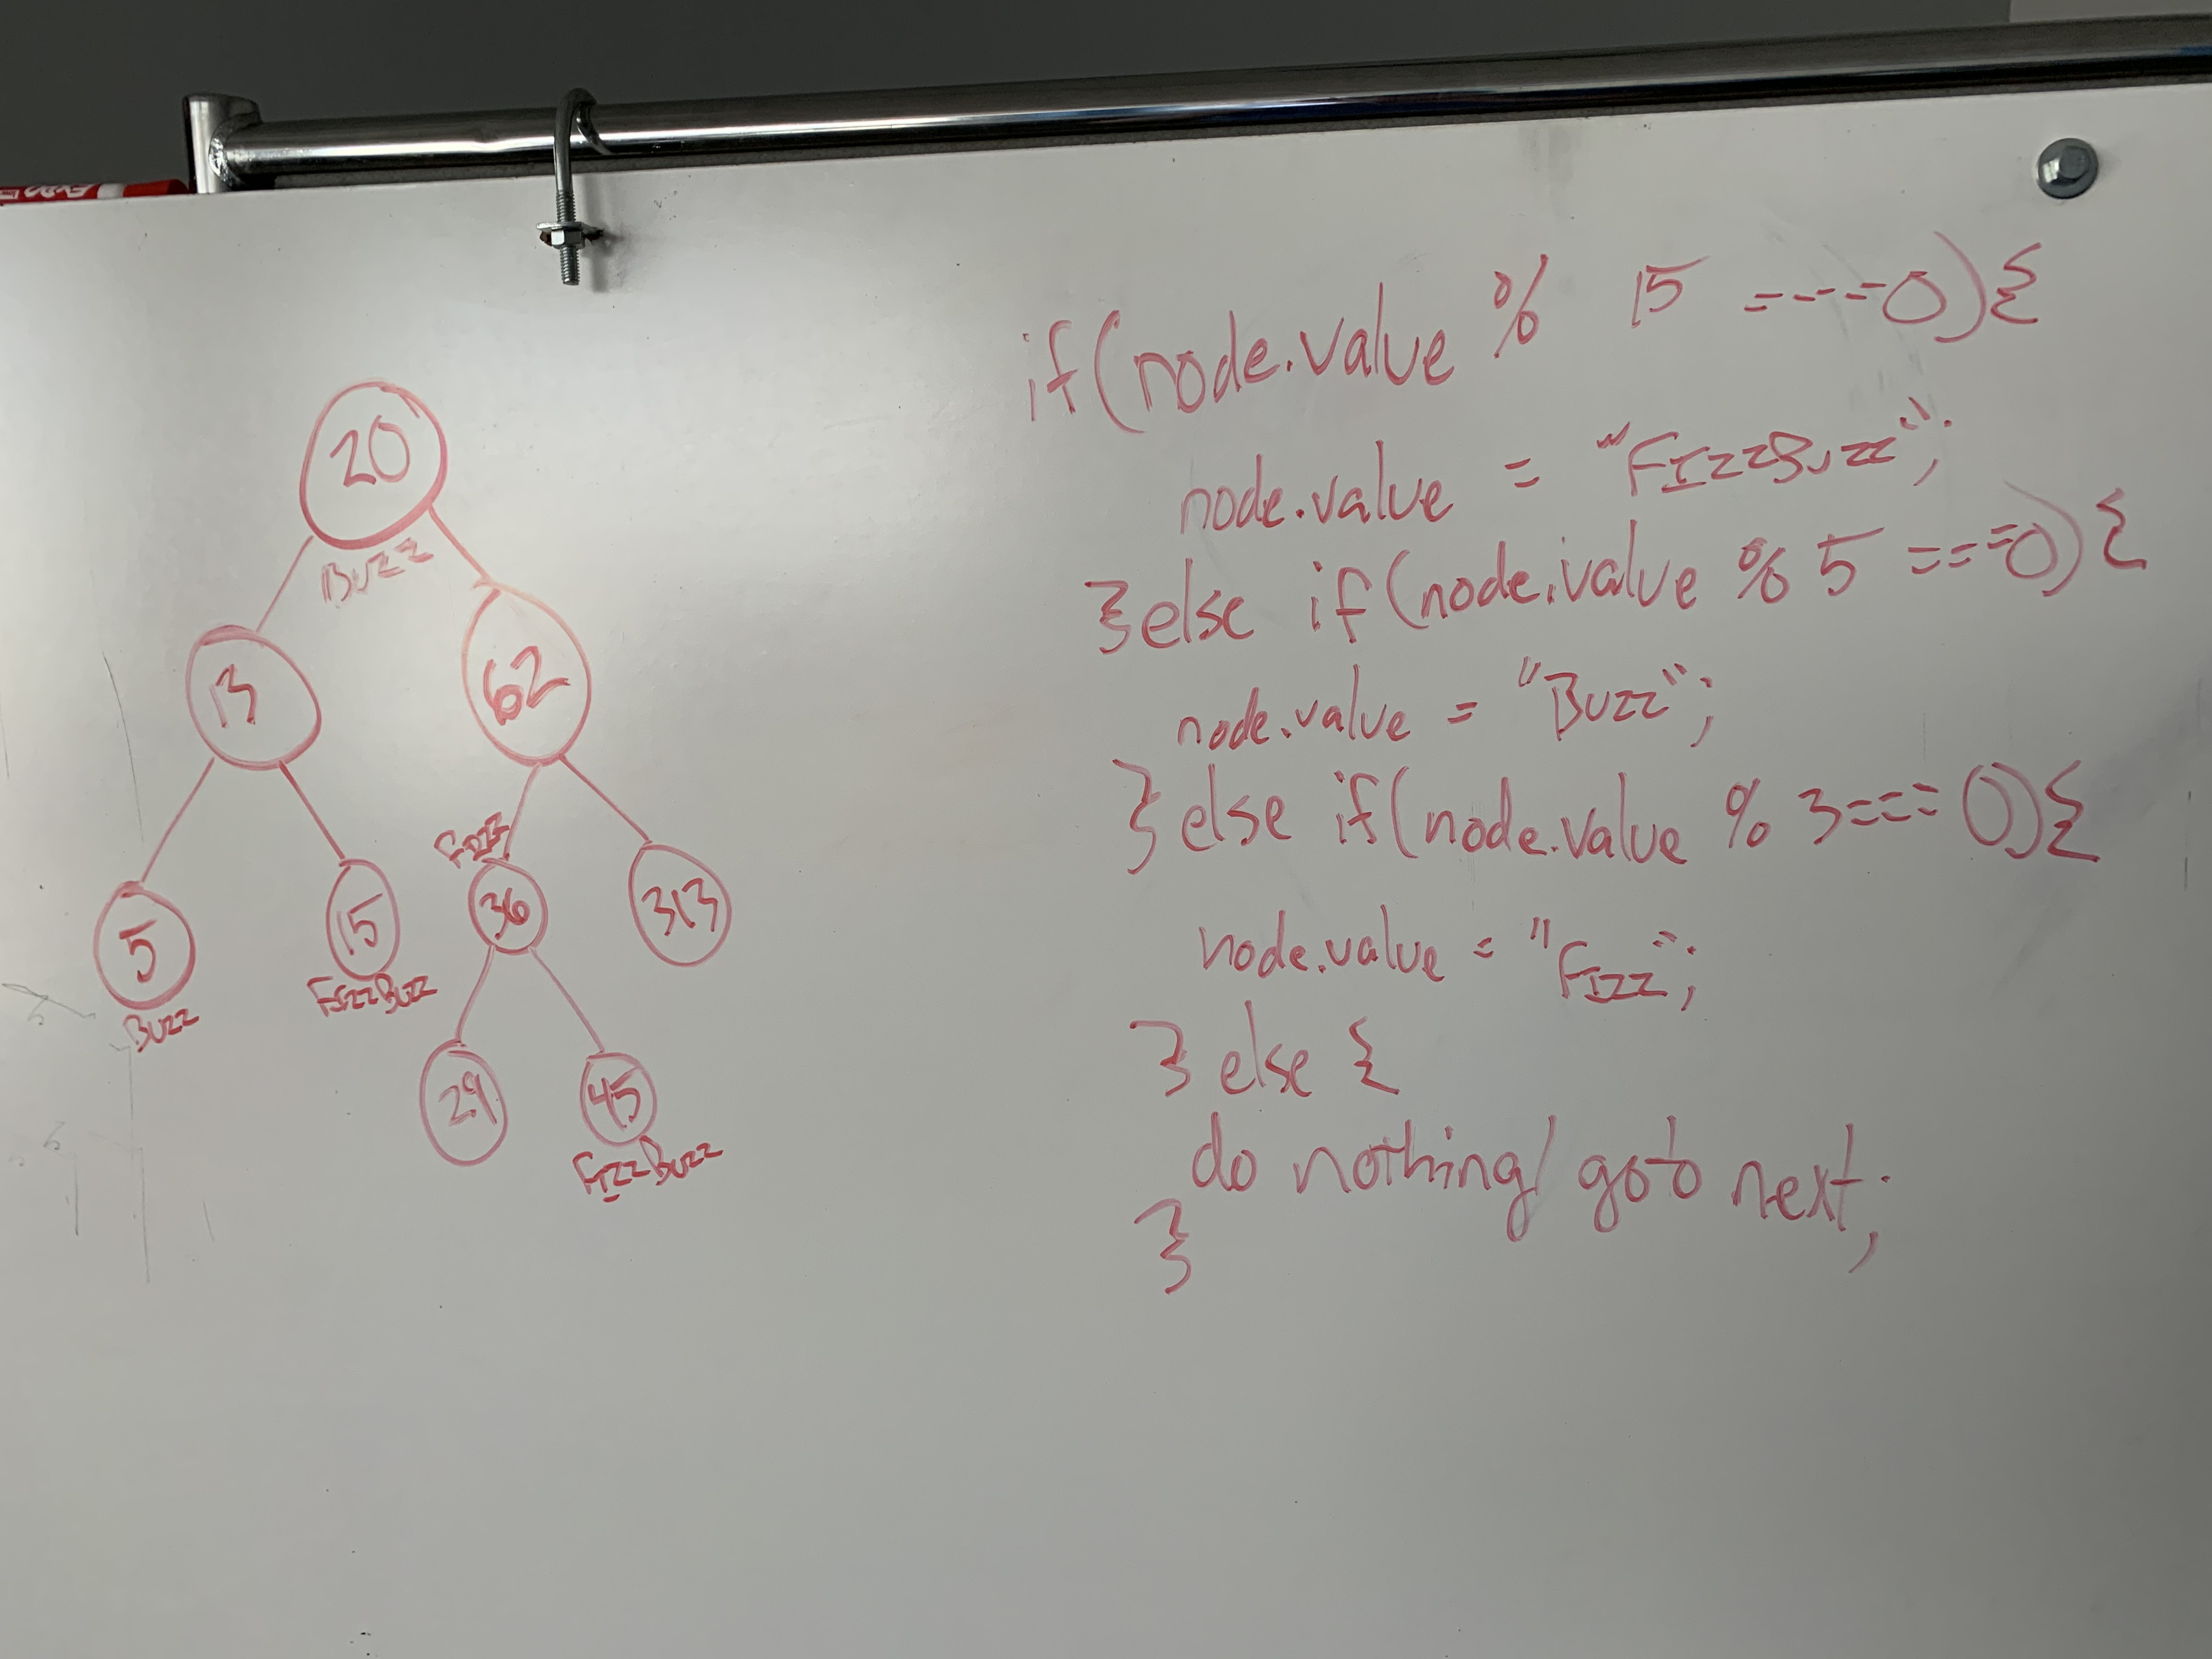 EXPO
20
Buzz
13
62
Fizz
5
15
36
313
Buzz
FizzBuzz
29
45
FizzBuzz
if(node.value % 15 === 0){
node.value = "FizzBuzz";
}else if(node.value % 5 === 0){
node.value = "Buzz";
}else if(node.value % 3 === 0){
node.value = "Fizz";
}else {
do nothing/ goto next;
}